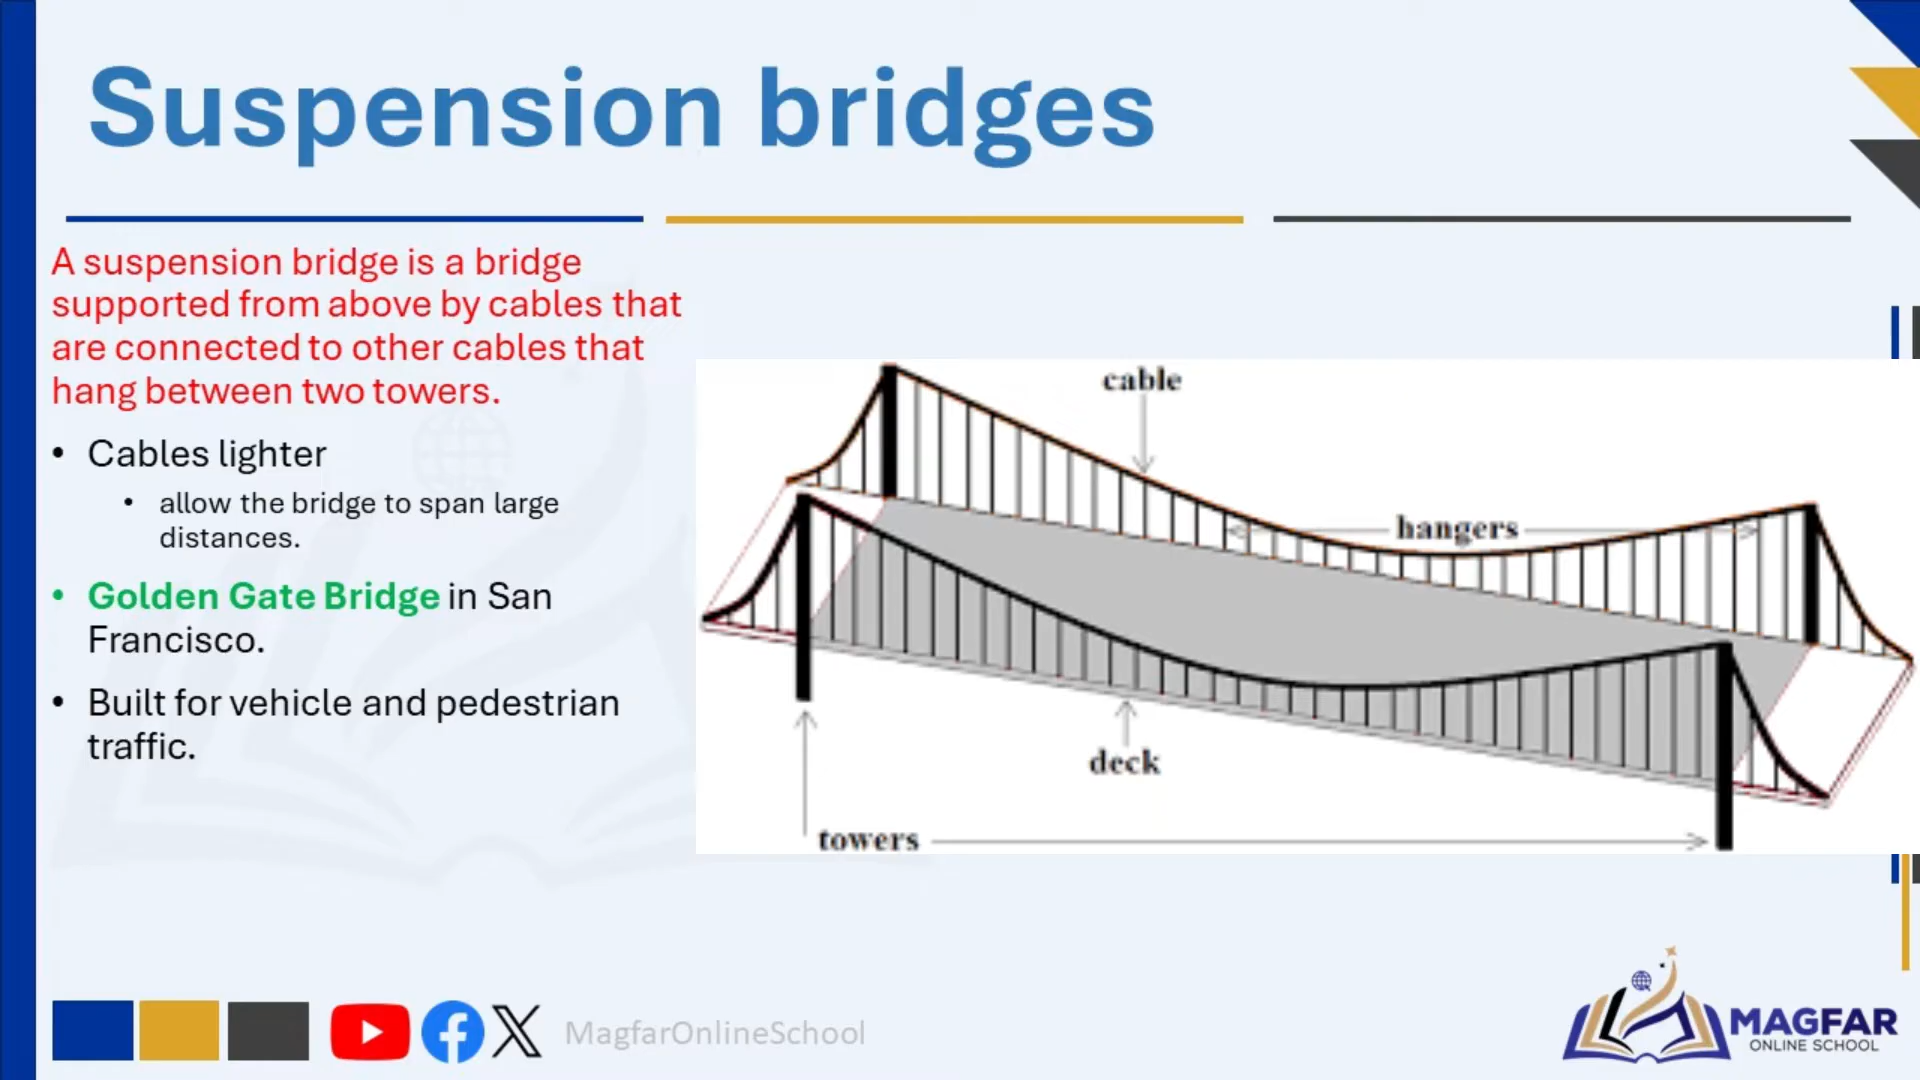 Suspension bridges
A suspension bridge is a bridge
supported from above by cables that
are connected to other cables that
hang between two towers.
• Cables lighter
• allow the bridge to span large
distances.
• Golden Gate Bridge in San
Francisco.
• Built for vehicle and pedestrian
traffic.
cable
hangers
deck
towers
MagfarOnlineSchool
MAGFAR
ONLINE SCHOOL